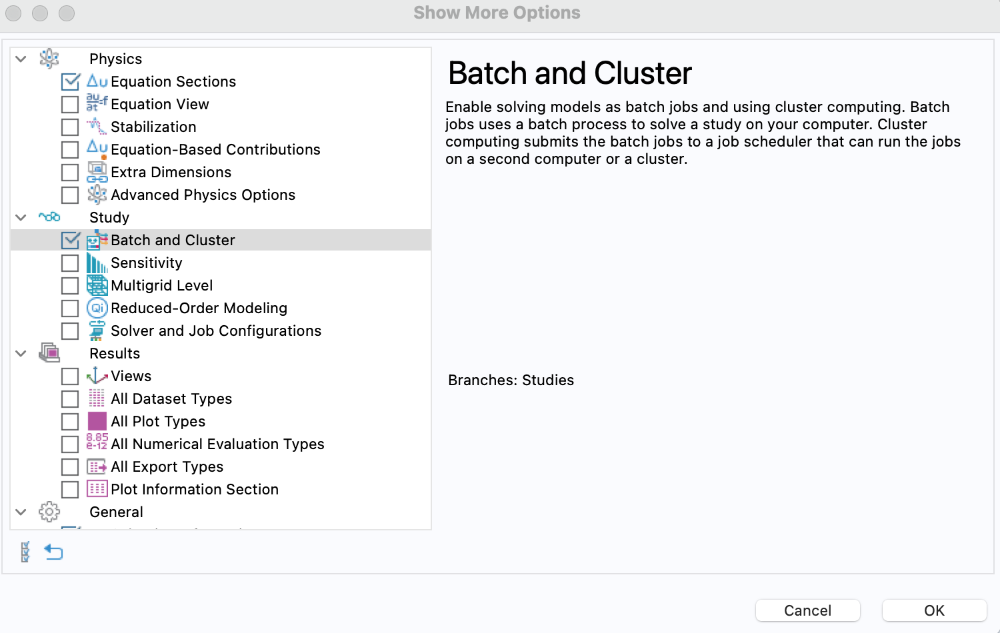 Show More Options
Physics
Equation Sections
Equation View
Stabilization
Equation-Based Contributions
Extra Dimensions
Advanced Physics Options
Study
Batch and Cluster
Sensitivity
Multigrid Level
Reduced-Order Modeling
Solver and Job Configurations
Results
Views
All Dataset Types
All Plot Types
All Numerical Evaluation Types
All Export Types
Plot Information Section
General
Batch and Cluster
Enable solving models as batch jobs and using cluster computing. Batch
jobs uses a batch process to solve a study on your computer. Cluster
computing submits the batch jobs to a job scheduler that can run the jobs
on a second computer or a cluster.
Branches: Studies
Cancel
OK